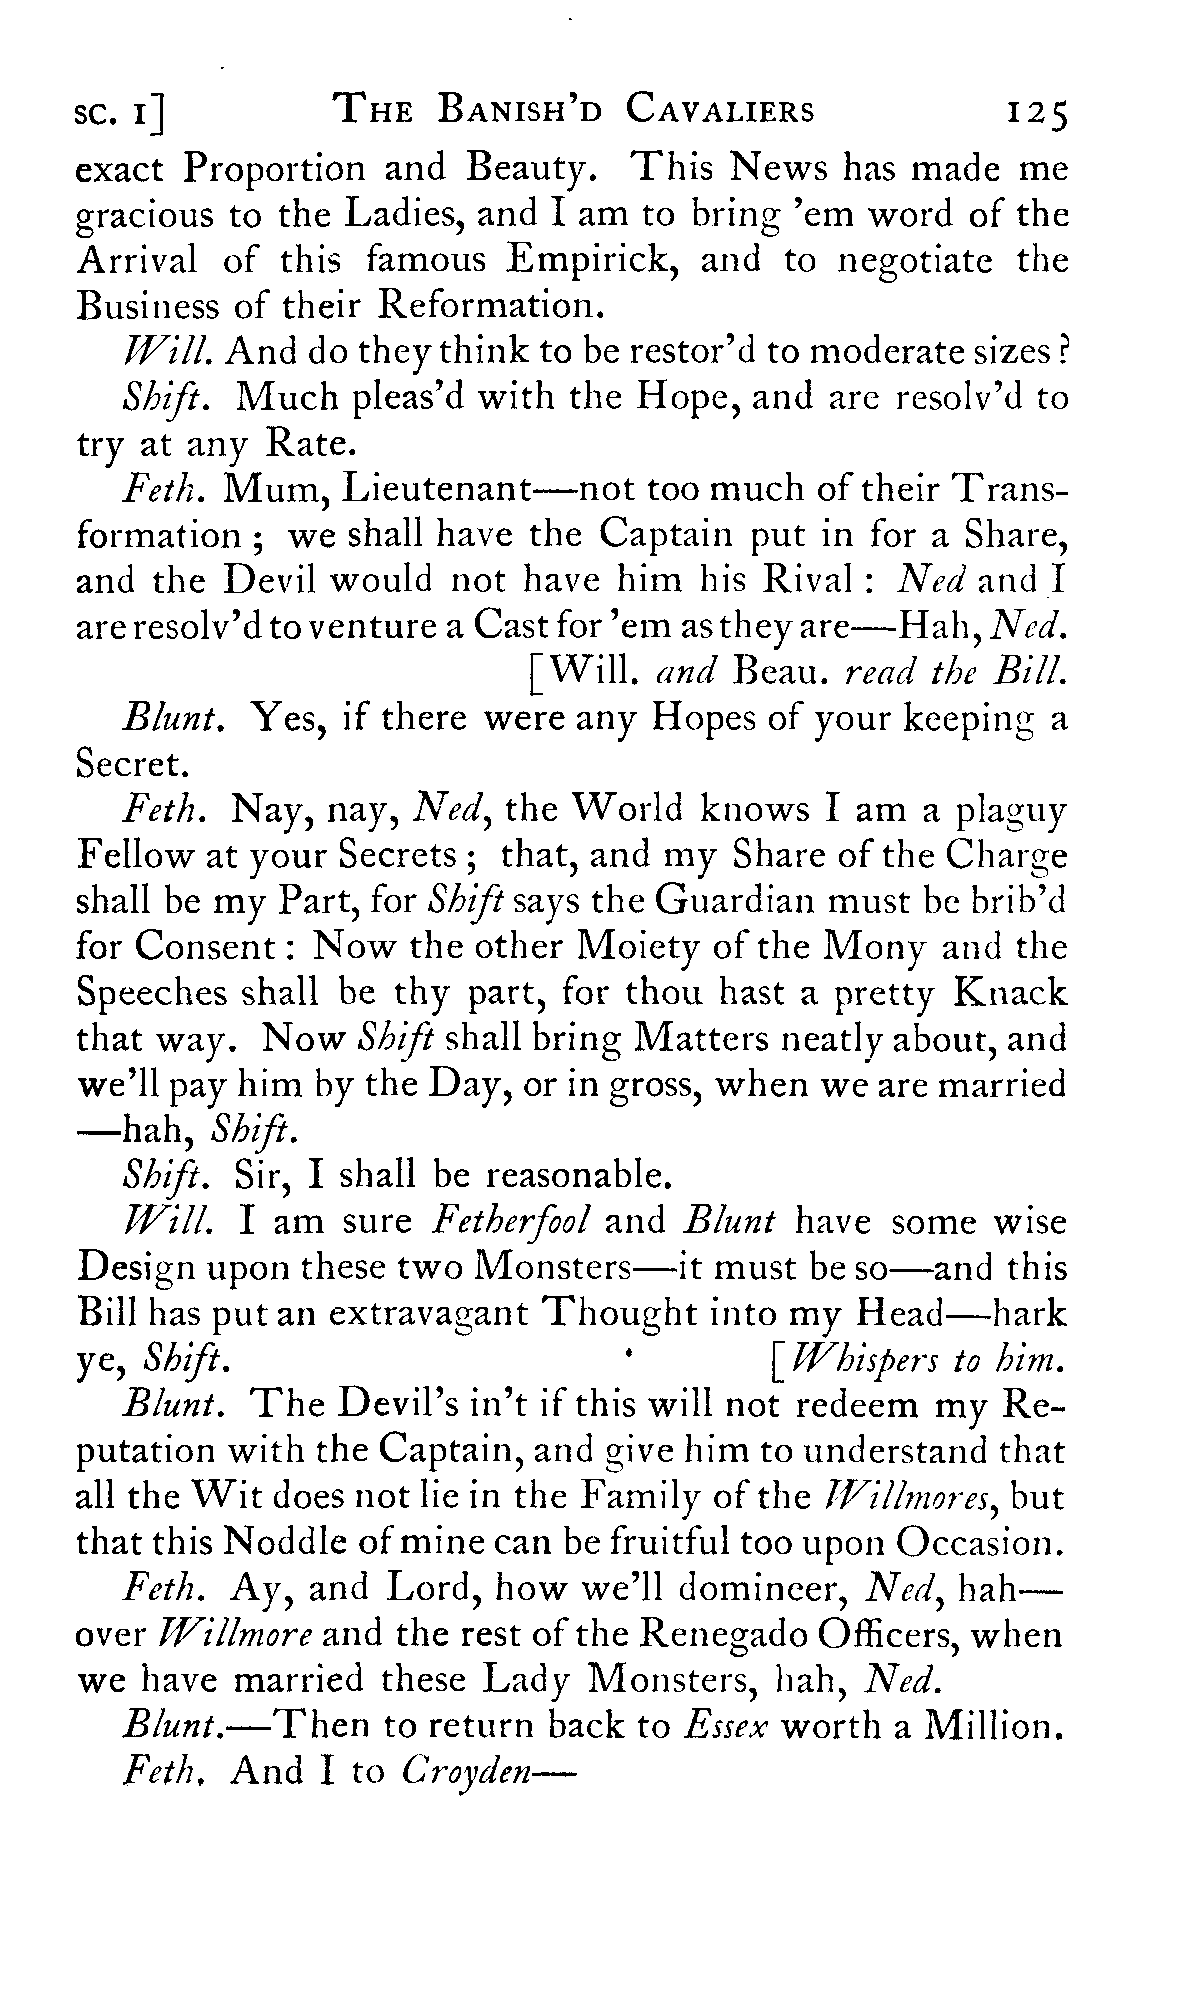 SC. I] THE BANISH'D CAVALIERS 125
exact Proportion and Beauty. This News has made me
gracious to the Ladies, and I am to bring 'em word of the
Arrival of this famous Empirick, and to negotiate the
Business of their Reformation.
Will. And do they think to be restor'd to moderate sizes ?
Shift. Much pleas'd with the Hope, and are resolv'd to
try at any Rate.
Feth. Mum, Lieutenant—not too much of their Trans-
formation ; we shall have the Captain put in for a Share,
and the Devil would not have him his Rival : Ned and I
are resolv'd to venture a Cast for 'em as they are—Hah, Ned.
[Will. and Beau. read the Bill.
Blunt. Yes, if there were any Hopes of your keeping a
Secret.
Feth. Nay, nay, Ned, the World knows I am a plaguy
Fellow at your Secrets ; that, and my Share of the Charge
shall be my Part, for Shift says the Guardian must be brib'd
for Consent : Now the other Moiety of the Mony and the
Speeches shall be thy part, for thou hast a pretty Knack
that way. Now Shift shall bring Matters neatly about, and
we'll pay him by the Day, or in gross, when we are married
—hah, Shift.
Shift. Sir, I shall be reasonable.
Will. I am sure Fetherfool and Blunt have some wise
Design upon these two Monsters—it must be so—and this
Bill has put an extravagant Thought into my Head—hark
ye, Shift. [Whispers to him.
Blunt. The Devil's in't if this will not redeem my Re-
putation with the Captain, and give him to understand that
all the Wit does not lie in the Family of the Willmores, but
that this Noddle of mine can be fruitful too upon Occasion.
Feth. Ay, and Lord, how we'll domineer, Ned, hah—
over Willmore and the rest of the Renegado Officers, when
we have married these Lady Monsters, hah, Ned.
Blunt.—Then to return back to Essex worth a Million.
Feth. And I to Croyden—